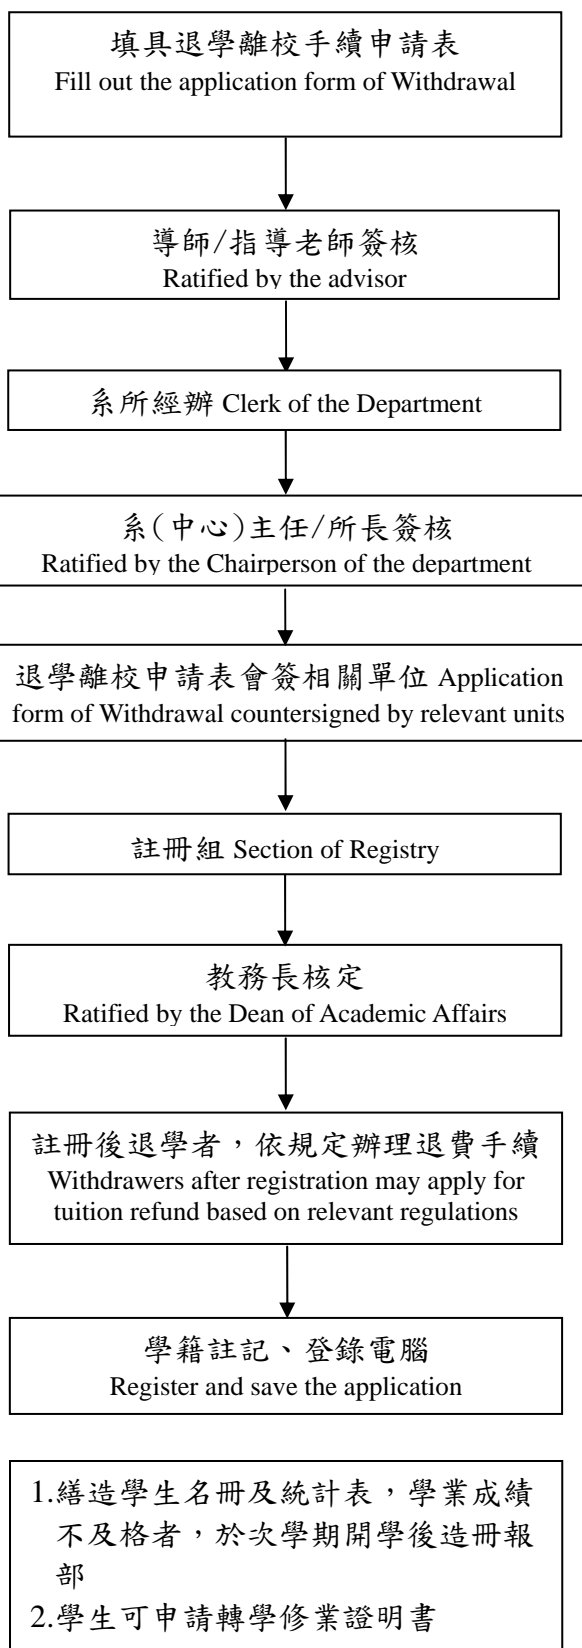 填具退學離校手續申請表
Fill out the application form of Withdrawal
導師/指導老師簽核
Ratified by the advisor
系所經辦 Clerk of the Department
系(中心)主任/所長簽核
Ratified by the Chairperson of the department
退學離校申請表會簽相關單位 Application
form of Withdrawal countersigned by relevant units
註冊組 Section of Registry
教務長核定
Ratified by the Dean of Academic Affairs
註冊後退學者，依規定辦理退費手續
Withdrawers after registration may apply for
tuition refund based on relevant regulations
學籍註記、登錄電腦
Register and save the application
1.繕造學生名冊及統計表，學業成績
不及格者，於次學期開學後造冊報
部
2.學生可申請轉學修業證明書